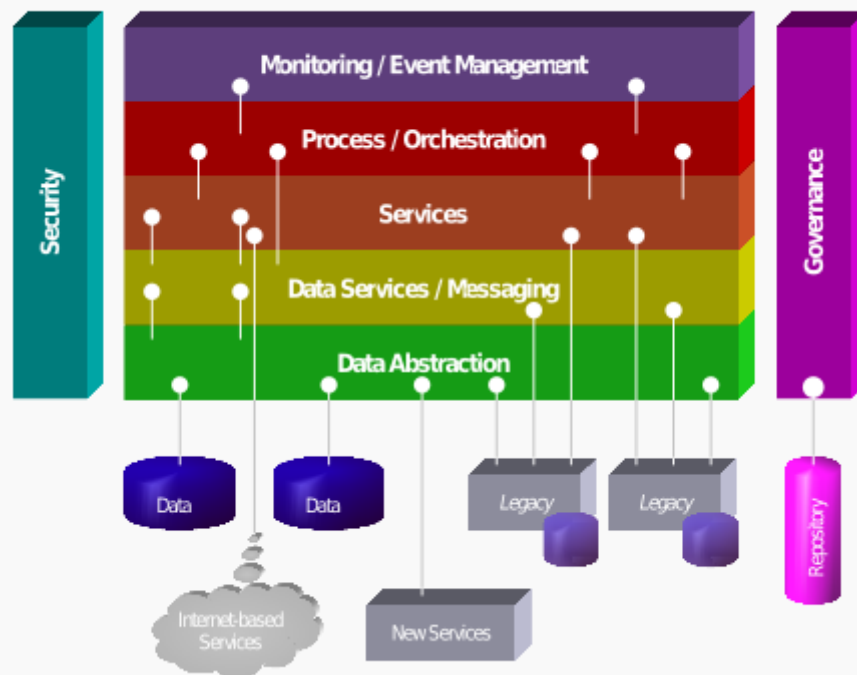 Monitoring / Event Management
Process / Orchestration
Services
Data Services / Messaging
Data Abstraction
Security
Governance
Data
Data
Legacy
Legacy
Repository
Internet-based
Services
New Services